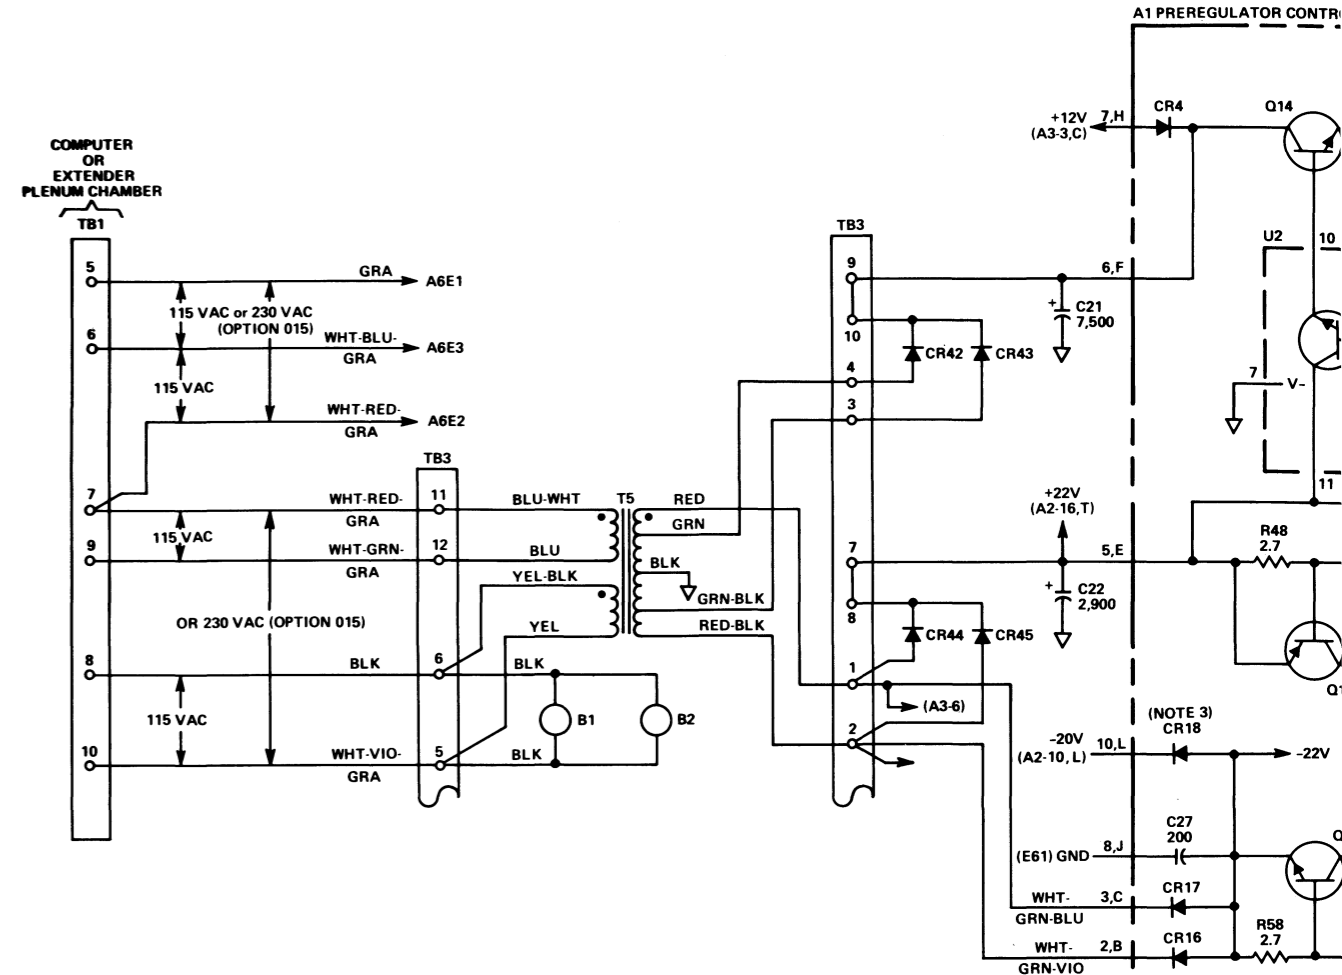 A1 PREREGULATOR CONTR
CR4
Q14
+12V
(A3-3,C)
7,H
COMPUTER
OR
EXTENDER
PLENUM CHAMBER
TB1
TB3
U2
10
5
GRA
A6E1
9
6,F
115 VAC or 230 VAC
(OPTION 015)
+
C21
7,500
6
WHT-BLU-
GRA
A6E3
10
CR42
CR43
115 VAC
4
7
V-
3
WHT-RED-
GRA
A6E2
TB3
11
7
WHT-RED-
GRA
11
BLU-WHT
T5
RED
+22V
(A2-16,T)
GRN
115 VAC
R48
2.7
9
WHT-GRN-
GRA
12
BLU
7
5,E
YEL-BLK
BLK
+
C22
2,900
GRN-BLK
8
OR 230 VAC (OPTION 015)
YEL
RED-BLK
CR44
CR45
8
BLK
6
BLK
1
Q1
(A3-6)
115 VAC
B1
B2
(NOTE 3)
CR18
2
-20V
(A2-10, L)
10,L
-22V
10
WHT-VIO-
GRA
5
BLK
C27
200
Q
(E61) GND
8,J
CR17
WHT-
GRN-BLU
3,C
R58
2.7
CR16
WHT-
GRN-VIO
2,B